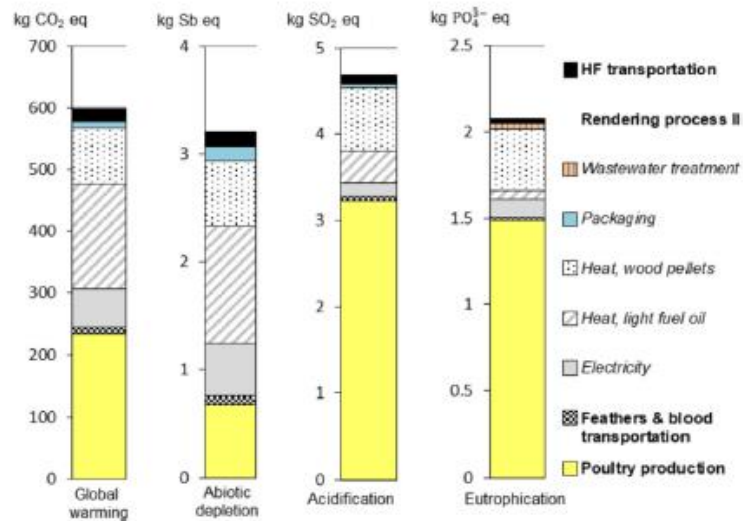 kg CO₂ eq
700
600
500
400
300
200
100
0
Global
warming
kg Sb eq
4
3
2
1
0
Abiotic
depletion
kg SO₂ eq
5
4
3
2
1
0
Acidification
kg PO₄³⁻ eq
2.5
2
1.5
1
0.5
0
Eutrophication
HF transportation
Rendering process II
Wastewater treatment
Packaging
Heat, wood pellets
Heat, light fuel oil
Electricity
Feathers & blood
transportation
Poultry production